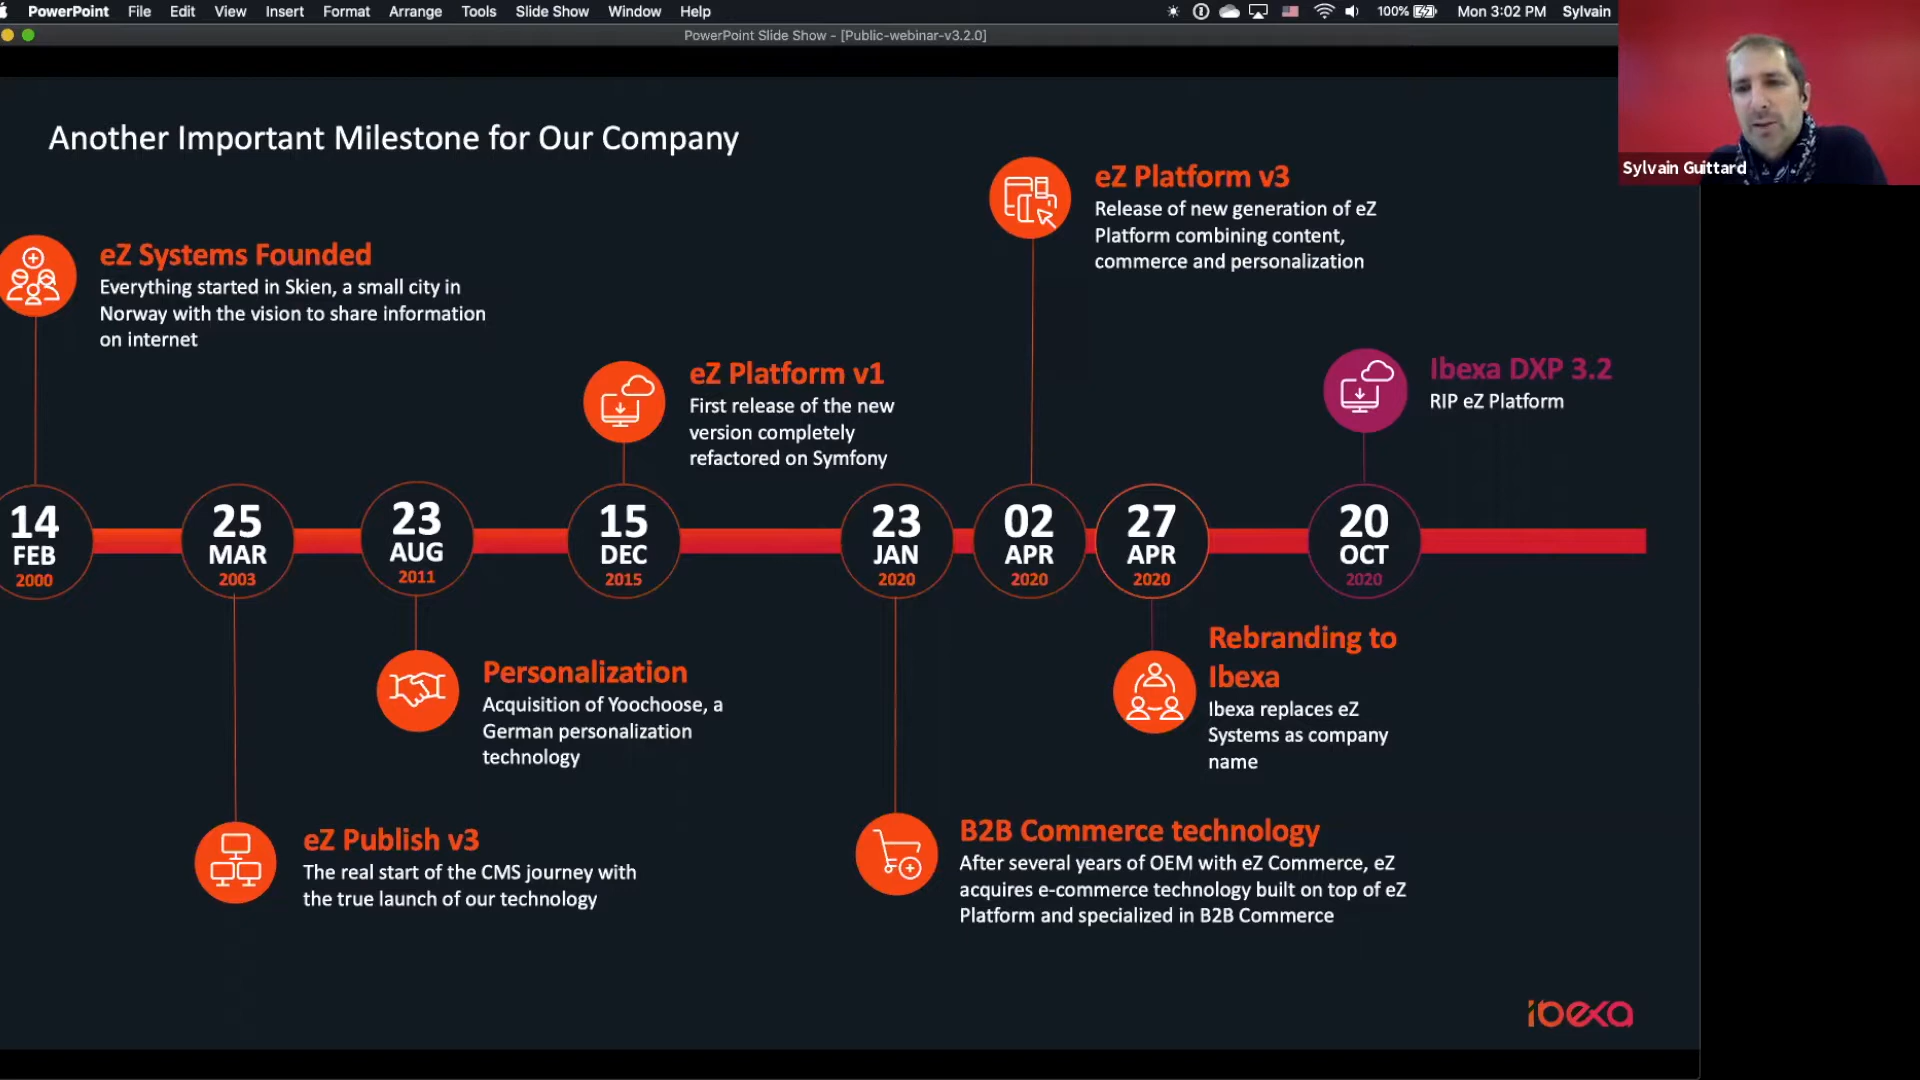 PowerPoint File Edit View Insert Format Arrange Tools Slide Show Window Help 100% Mon 3:02 PM Sylvain
PowerPoint Slide Show - [Public-webinar-v3.2.0]
Sylvain Guittard
Another Important Milestone for Our Company
eZ Systems Founded
Everything started in Skien, a small city in
Norway with the vision to share information
on internet
eZ Platform v1
First release of the new
version completely
refactored on Symfony
eZ Platform v3
Release of new generation of eZ
Platform combining content,
commerce and personalization
Ibexa DXP 3.2
RIP eZ Platform
14
FEB
2000
25
MAR
2003
23
AUG
2011
15
DEC
2015
23
JAN
2020
02
APR
2020
27
APR
2020
20
OCT
2020
eZ Publish v3
The real start of the CMS journey with
the true launch of our technology
Personalization
Acquisition of Yoochoose, a
German personalization
technology
B2B Commerce technology
After several years of OEM with eZ Commerce, eZ
acquires e-commerce technology built on top of eZ
Platform and specialized in B2B Commerce
Rebranding to
Ibexa
Ibexa replaces eZ
Systems as company
name
ibexa